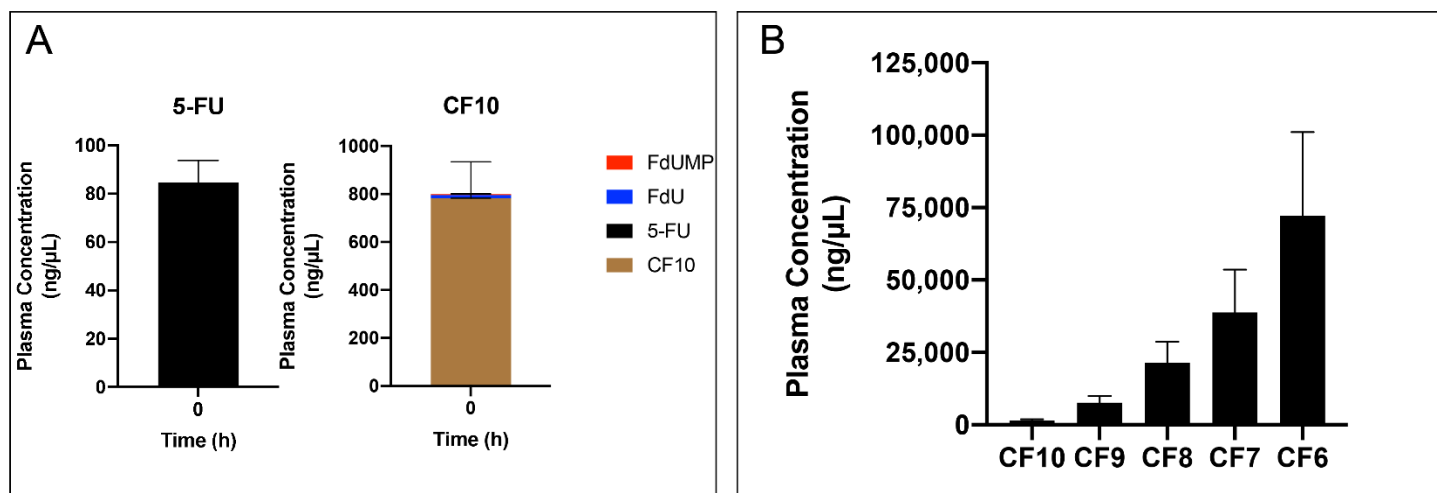 A
5-FU
Plasma Concentration
(ng/µL)
100
80
60
40
20
0
0
Time (h)
CF10
Plasma Concentration
(ng/µL)
1000
800
600
400
200
0
0
Time (h)
FdUMP
FdU
5-FU
CF10
B
Plasma Concentration
(ng/µL)
125,000
100,000
75,000
50,000
25,000
0
CF10 CF9 CF8 CF7 CF6